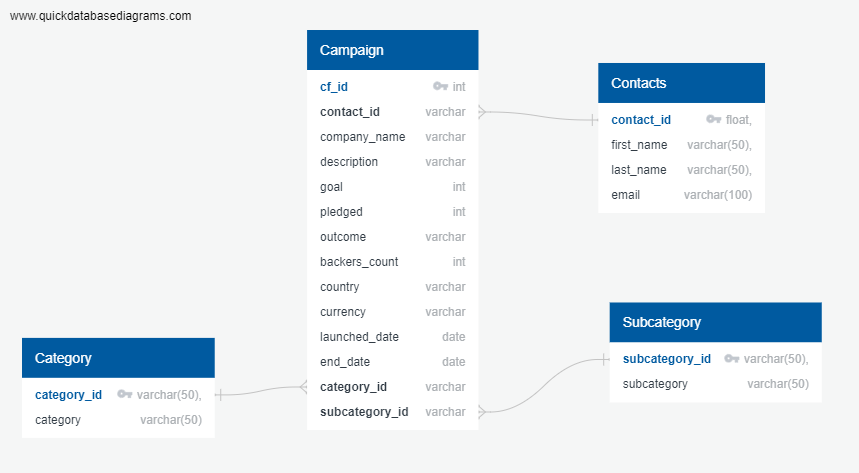 www.quickdatabasediagrams.com
Campaign
cf_id int
contact_id varchar
company_name varchar
description varchar
goal int
pledged int
outcome varchar
backers_count int
country varchar
currency varchar
launched_date date
end_date date
category_id varchar
subcategory_id varchar
Contacts
contact_id float,
first_name varchar(50),
last_name varchar(50),
email varchar(100)
Category
category_id varchar(50),
category varchar(50)
Subcategory
subcategory_id varchar(50),
subcategory varchar(50)